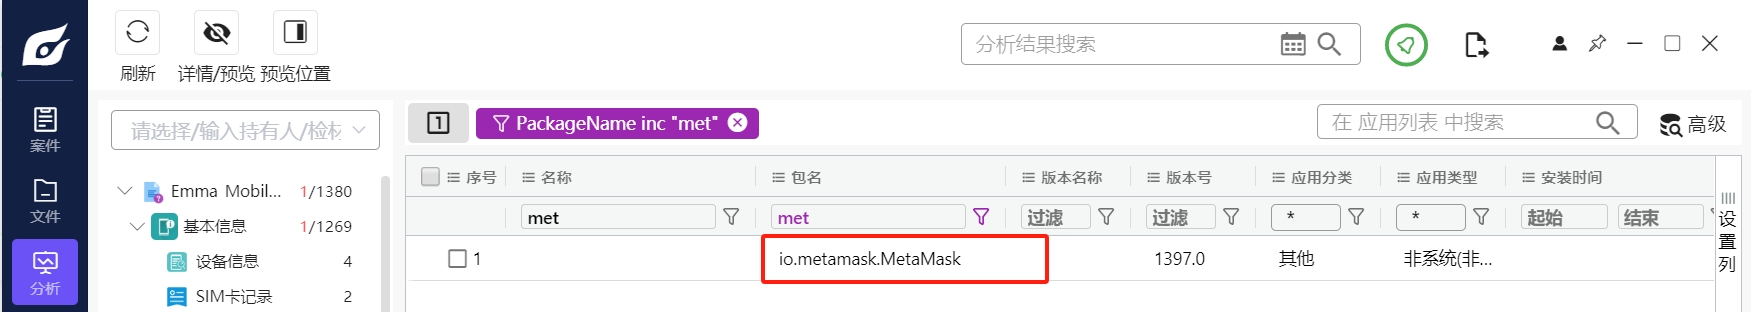 刷新
详情/预览
预览位置
分析结果搜索
案件
文件
分析
请选择/输入持有人/检材
1
PackageName inc "met"
在 应用列表 中搜索
高级
Emma Mobil... 1/1380
基本信息 1/1269
设备信息 4
SIM卡记录 2
序号 名称 包名 版本名称 版本号 应用分类 应用类型 安装时间
met met 过滤 过滤 * * 起始 结束
1 io.metamask.MetaMask 1397.0 其他 非系统(非...
设置列